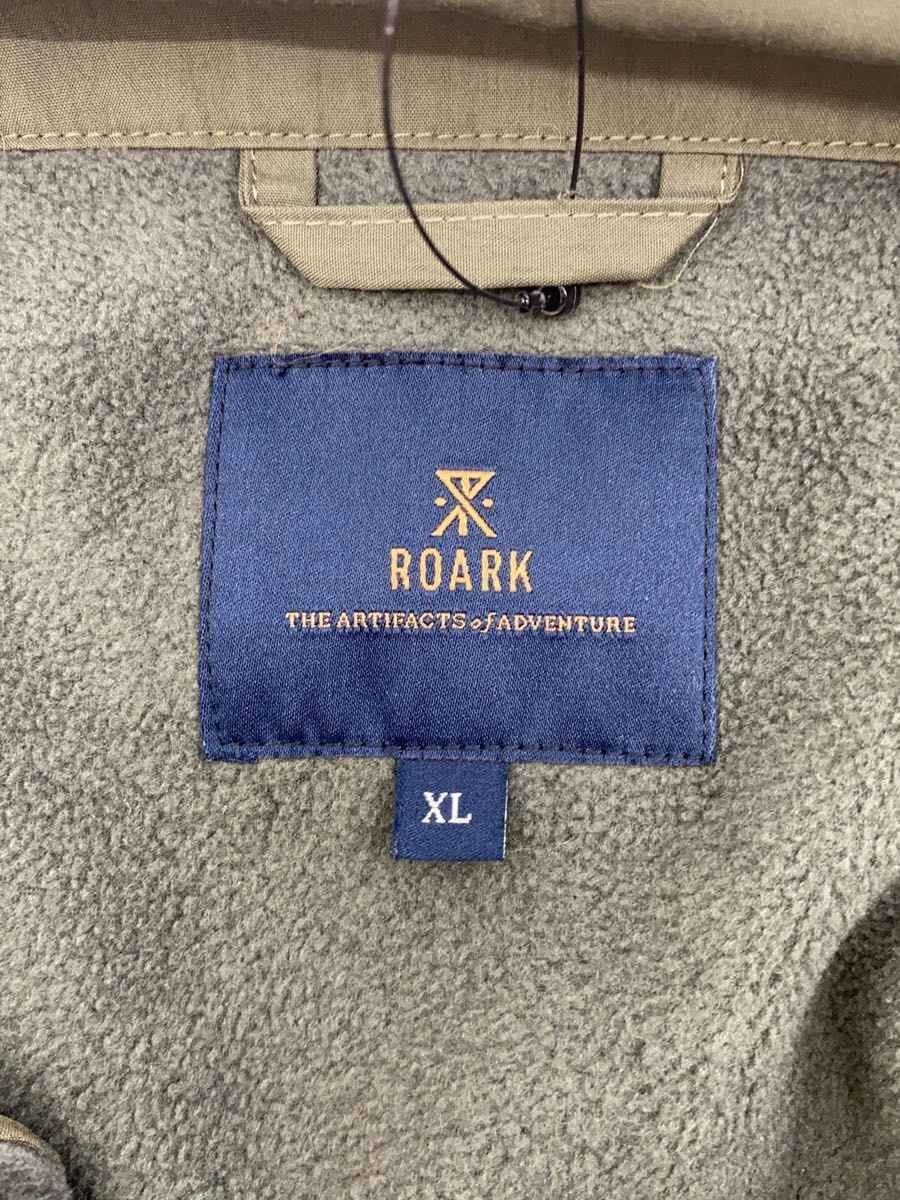 ROARK
THE ARTIFACTS of ADVENTURE
XL